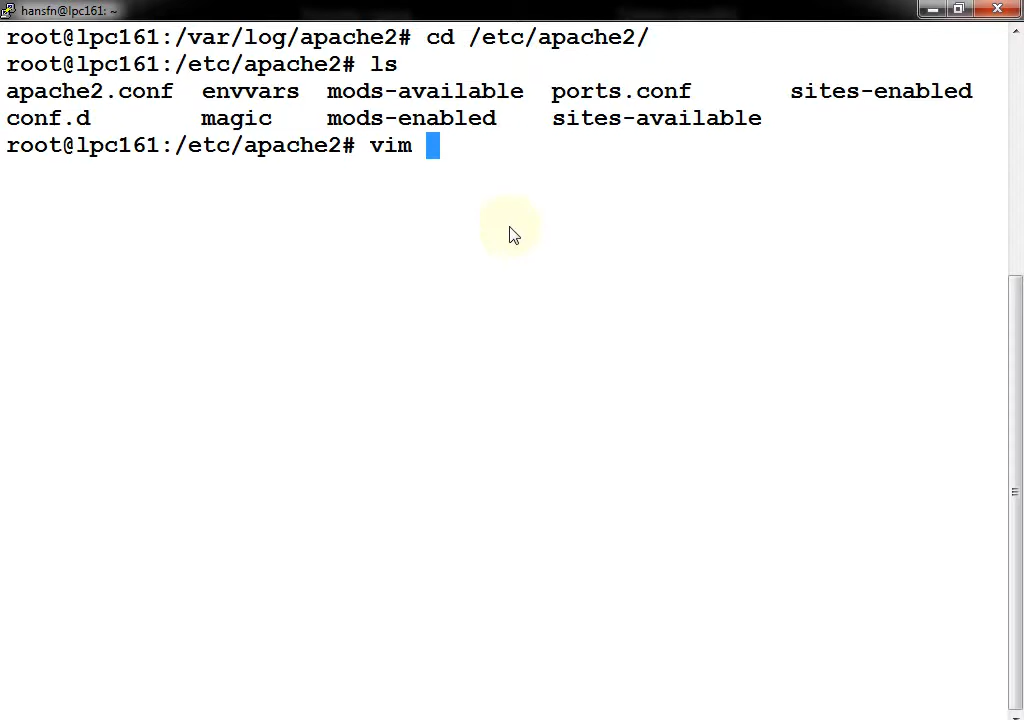 hansfn@lpc161: ~
root@lpc161:/var/log/apache2# cd /etc/apache2/
root@lpc161:/etc/apache2# ls
apache2.conf  envvars  mods-available  ports.conf       sites-enabled
conf.d        magic    mods-enabled    sites-available
root@lpc161:/etc/apache2# vim